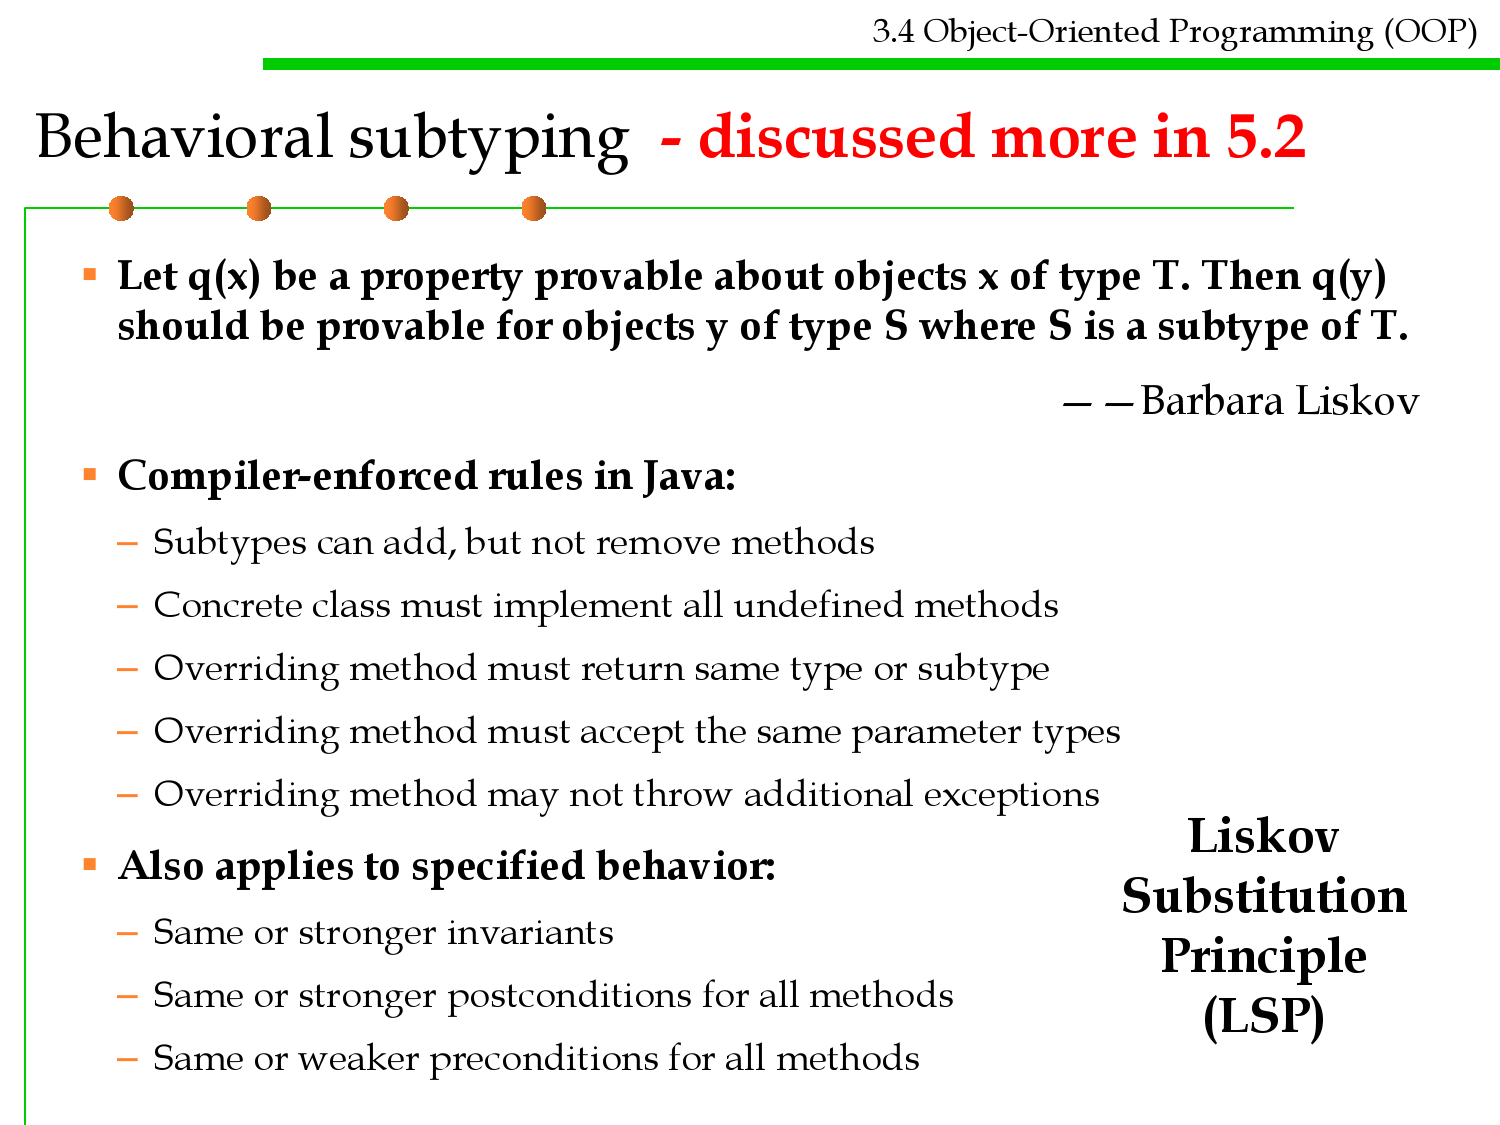 3.4 Object-Oriented Programming (OOP)
Behavioral subtyping - discussed more in 5.2
▪ Let q(x) be a property provable about objects x of type T. Then q(y)
should be provable for objects y of type S where S is a subtype of T.
——Barbara Liskov
▪ Compiler-enforced rules in Java:
– Subtypes can add, but not remove methods
– Concrete class must implement all undefined methods
– Overriding method must return same type or subtype
– Overriding method must accept the same parameter types
– Overriding method may not throw additional exceptions
▪ Also applies to specified behavior:
– Same or stronger invariants
– Same or stronger postconditions for all methods
– Same or weaker preconditions for all methods
Liskov
Substitution
Principle
(LSP)